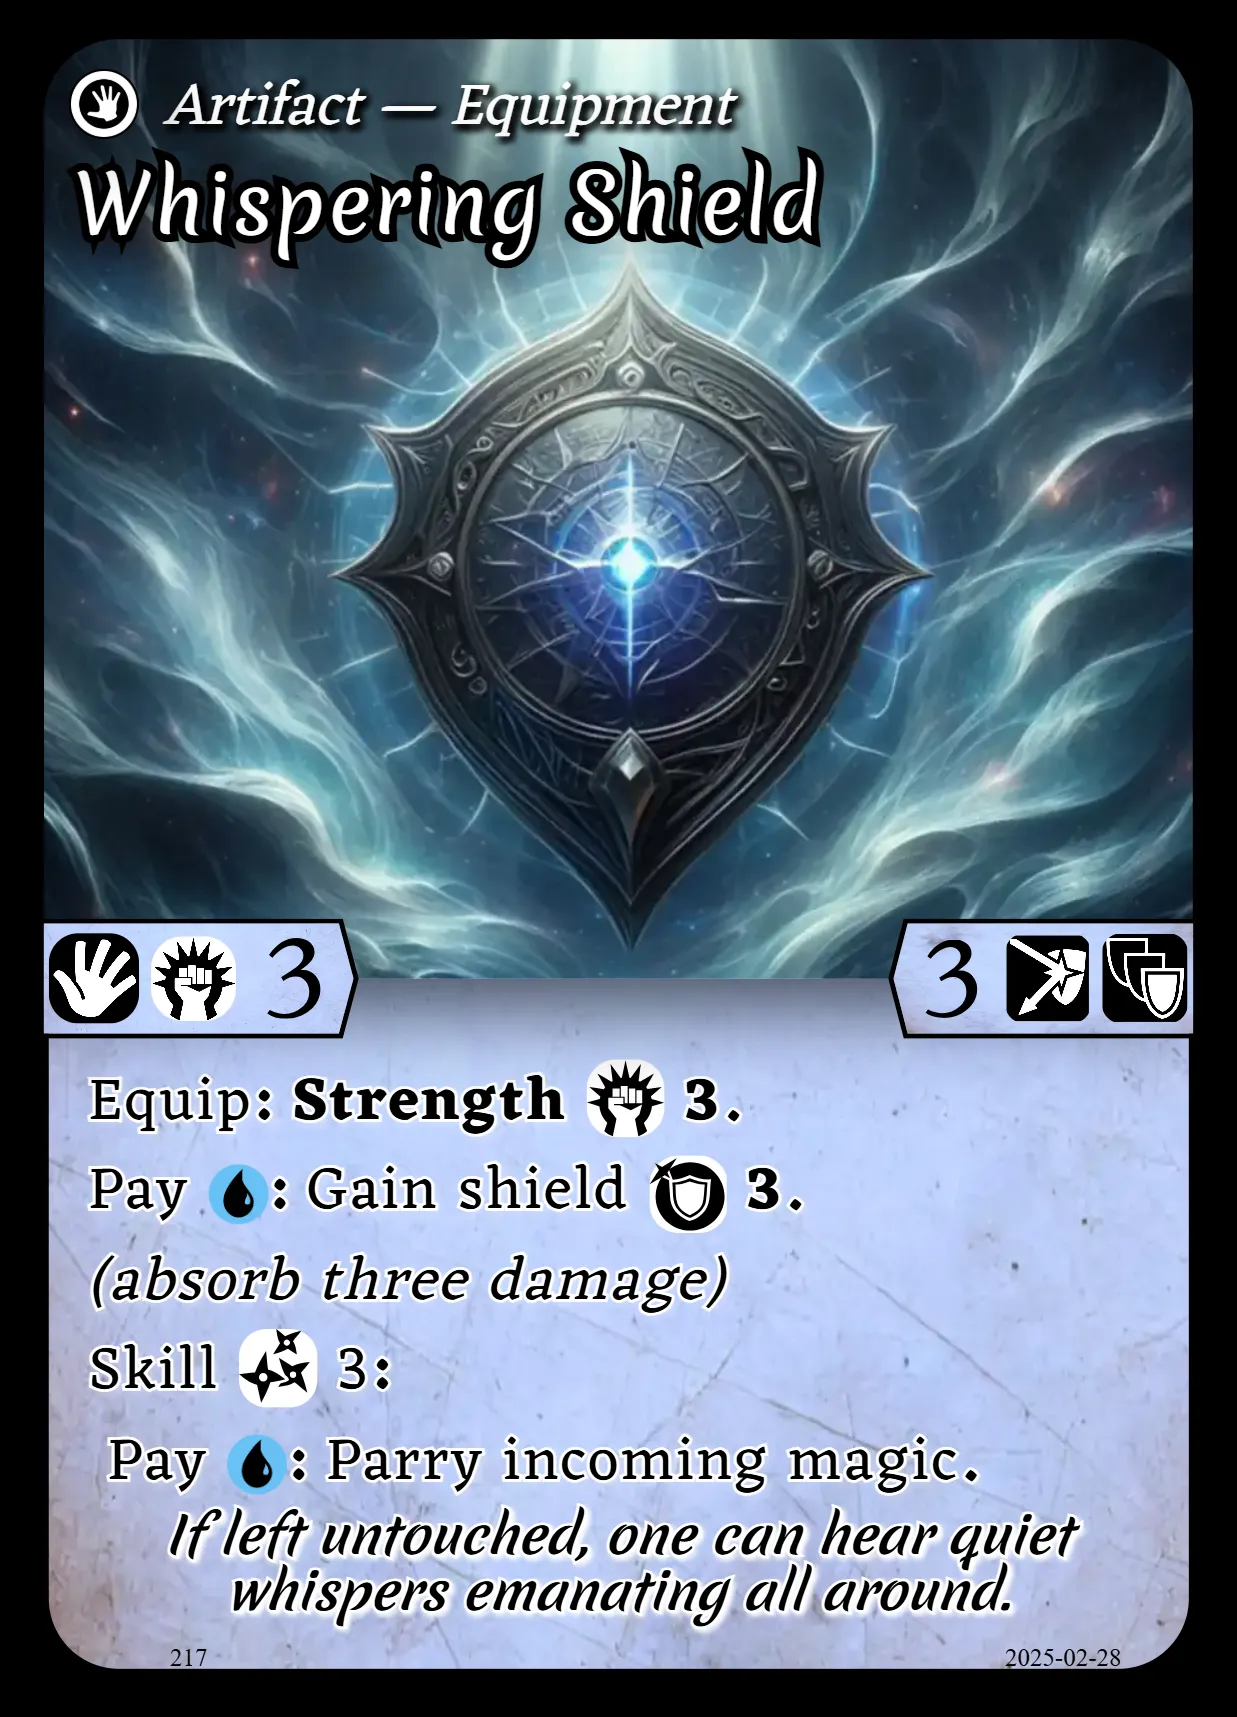 Artifact — Equipment
Whispering Shield
3
3
Equip: Strength 3.
Pay : Gain shield 3.
(absorb three damage)
Skill 3:
Pay : Parry incoming magic.
If left untouched, one can hear quiet
whispers emanating all around.
217
2025-02-28